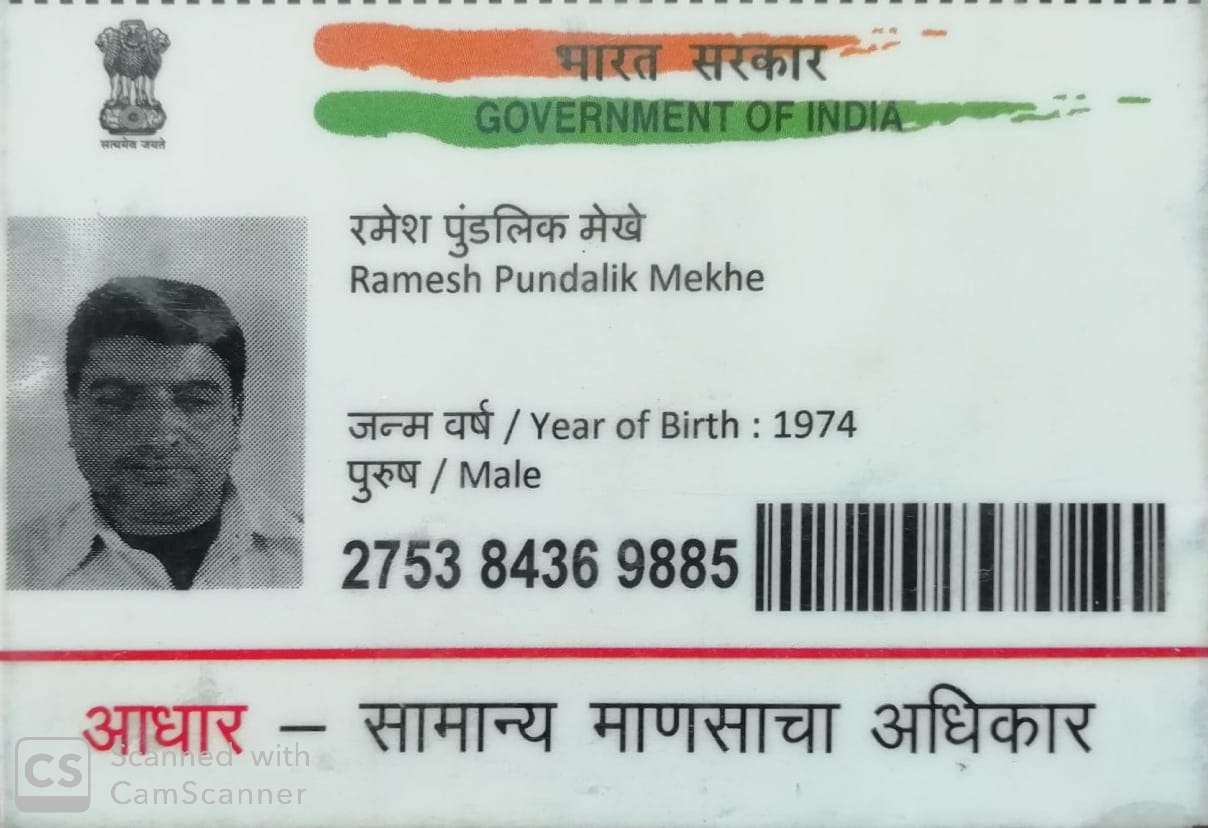 सत्यमेव जयते
भारत सरकार
GOVERNMENT OF INDIA
रमेश पुंडलिक मेखे
Ramesh Pundalik Mekhe
जन्म वर्ष / Year of Birth : 1974
पुरुष / Male
2753 8436 9885
आधार – सामान्य माणसाचा अधिकार
CS Scanned with
CamScanner